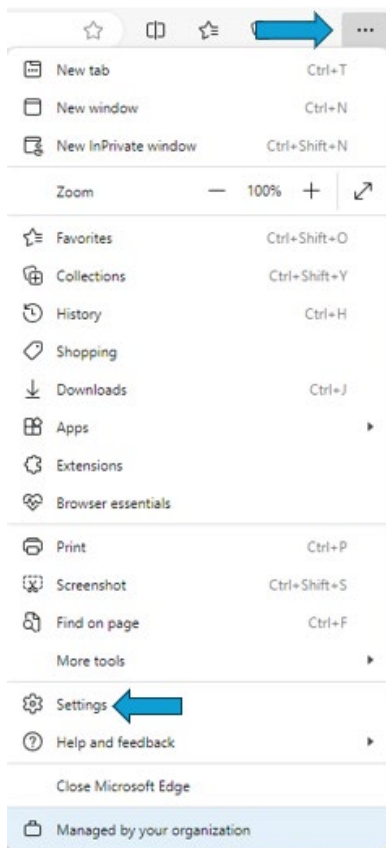 New tab Ctrl+T
New window Ctrl+N
New InPrivate window Ctrl+Shift+N
Zoom — 100% +
Favorites Ctrl+Shift+O
Collections Ctrl+Shift+Y
History Ctrl+H
Shopping
Downloads Ctrl+J
Apps
Extensions
Browser essentials
Print Ctrl+P
Screenshot Ctrl+Shift+S
Find on page Ctrl+F
More tools
Settings
Help and feedback
Close Microsoft Edge
Managed by your organization